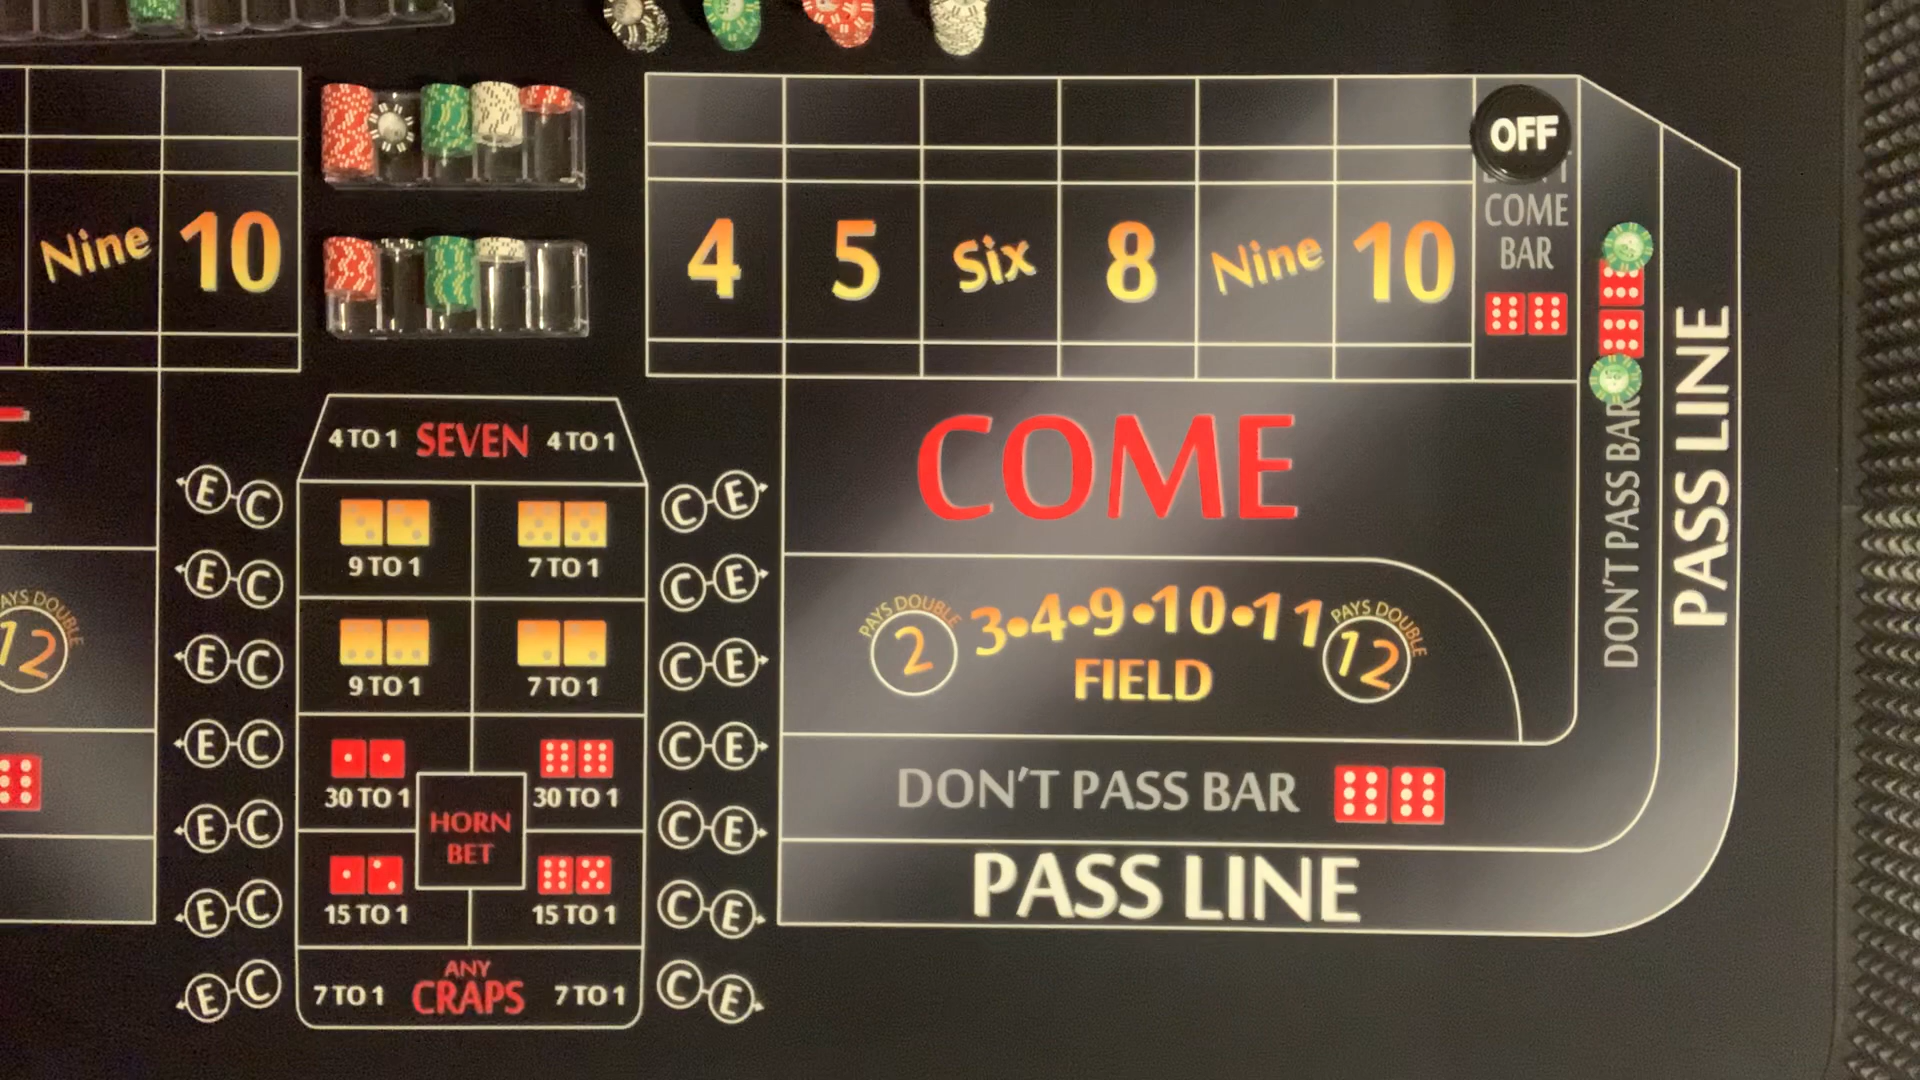 Nine 10
4 5 Six 8 Nine 10
OFF
COME
BAR
4 TO 1 SEVEN 4 TO 1
9 TO 1 7 TO 1
9 TO 1 7 TO 1
30 TO 1 30 TO 1
HORN
BET
15 TO 1 15 TO 1
ANY
7 TO 1 CRAPS 7 TO 1
E C
E C
E C
E C
E C
E C
E C
C E
C E
C E
C E
C E
C E
C E
12
COME
PAYS DOUBLE
2
3•4•9•10•11
PAYS DOUBLE
12
FIELD
DON'T PASS BAR
PASS LINE
DON'T PASS BAR
PASS LINE